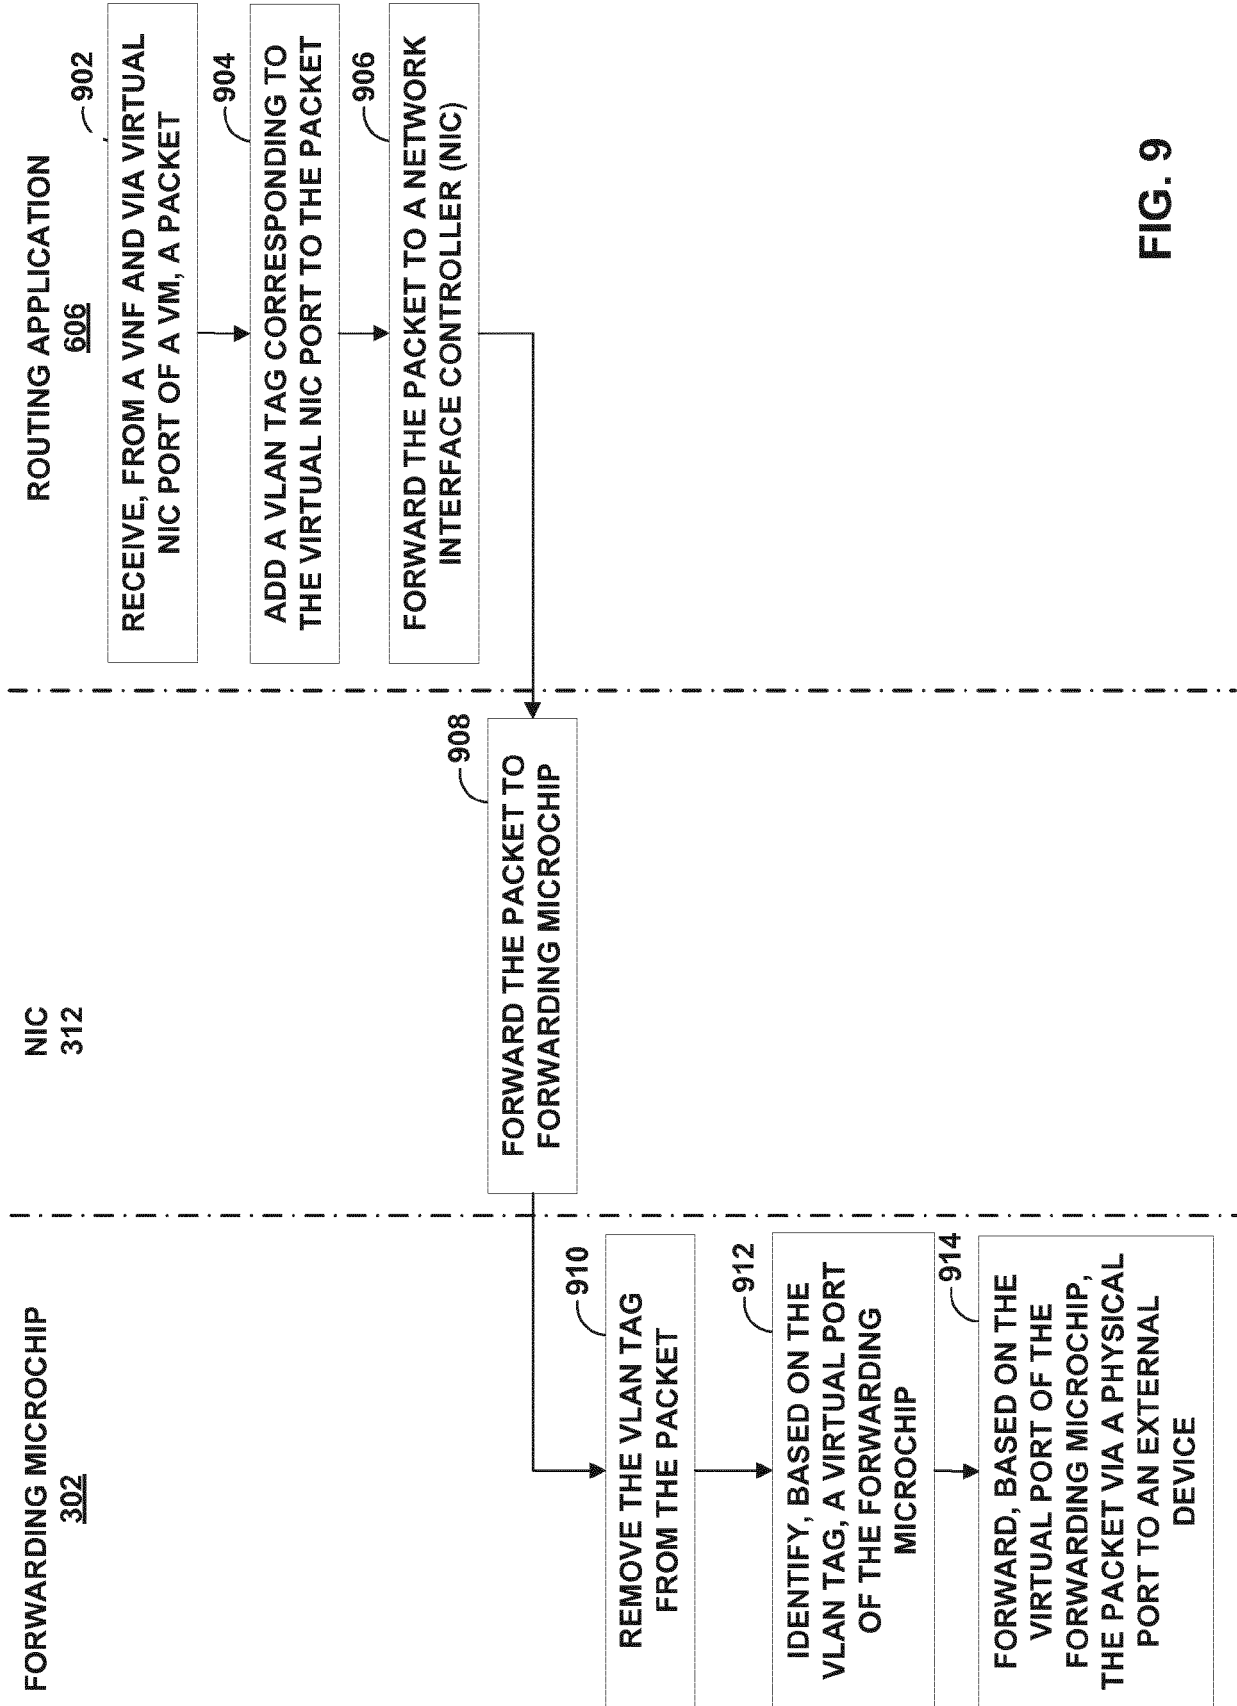 FORWARDING MICROCHIP
302
NIC
312
ROUTING APPLICATION
606
902
RECEIVE, FROM A VNF AND VIA VIRTUAL
NIC PORT OF A VM, A PACKET
904
ADD A VLAN TAG CORRESPONDING TO
THE VIRTUAL NIC PORT TO THE PACKET
906
FORWARD THE PACKET TO A NETWORK
INTERFACE CONTROLLER (NIC)
908
FORWARD THE PACKET TO
FORWARDING MICROCHIP
910
REMOVE THE VLAN TAG
FROM THE PACKET
912
IDENTIFY, BASED ON THE
VLAN TAG, A VIRTUAL PORT
OF THE FORWARDING
MICROCHIP
914
FORWARD, BASED ON THE
VIRTUAL PORT OF THE
FORWARDING MICROCHIP,
THE PACKET VIA A PHYSICAL
PORT TO AN EXTERNAL
DEVICE
FIG. 9